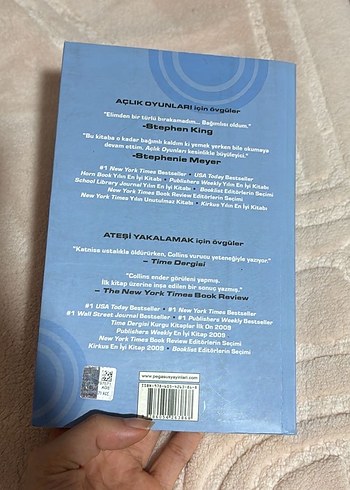 AÇLIK OYUNLARI için övgüler
"Elimden bir türlü bırakamadım... Bağımlısı oldum."
-Stephen King
"Bu kitaba o kadar bağımlı kaldım ki yemek yerken bile okumaya
devam ettim. Açlık Oyunları kesinlikle büyüleyici."
-Stephenie Meyer
#1 New York Times Bestseller • USA Today Bestseller
Horn Book Yılın En İyi Kitabı • Publishers Weekly Yılın En İyi Kitabı
School Library Journal Yılın En İyi Kitabı • Booklist Editörlerin Seçimi
New York Times Book Review Editörlerin Seçimi
New York Times Yılın Unutulmaz Kitabı • Kirkus Yılın En İyi Kitabı
ATEŞİ YAKALAMAK için övgüler
"Katniss ustalıkla öldürürken, Collins vurucu yeteneğiyle yazıyor."
– Time Dergisi
"Collins ender görüleni yapmış.
İlk kitap üzerine inşa edilen bir sonuç yazmış."
– The New York Times Book Review
#1 USA Today Bestseller • #1 New York Times Bestseller
#1 Wall Street Journal Bestseller • #1 Publishers Weekly Bestseller
Time Dergisi Kurgu Kitaplar İlk On 2009
Publishers Weekly En İyi Kitap 2009
New York Times Book Review Editörlerin Seçimi
Kirkus En İyi Kitap 2009 • Booklist Editörlerin Seçimi
www.pegasusyayinlari.com